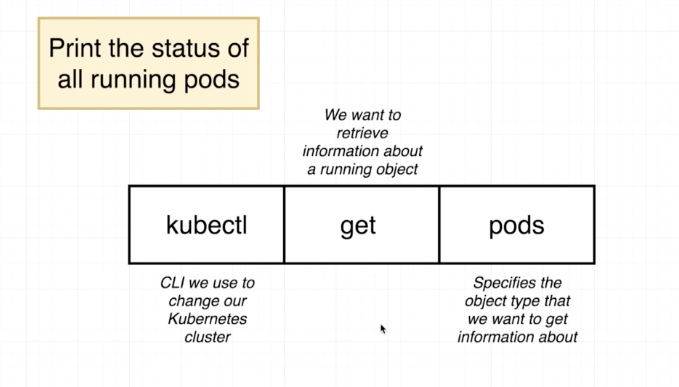 Print the status of
all running pods
We want to
retrieve
information about
a running object
kubectl
get
pods
CLI we use to
change our
Kubernetes
cluster
Specifies the
object type that
we want to get
information about